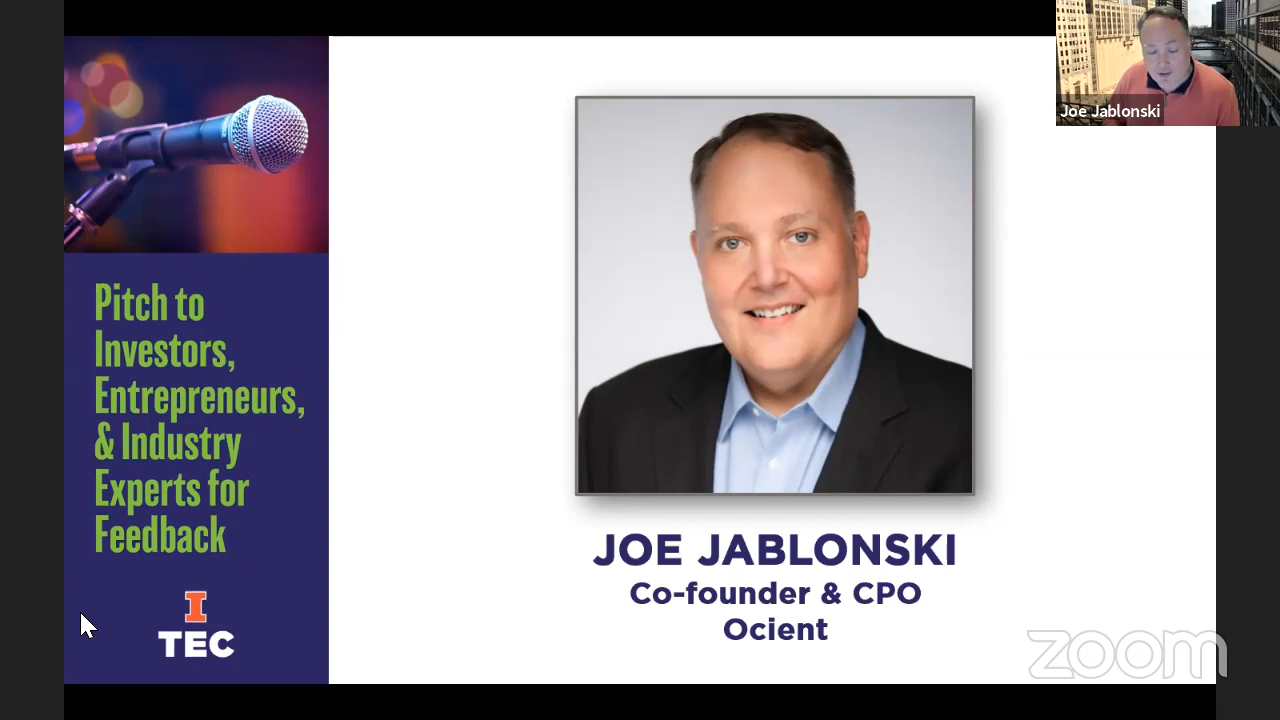 Joe Jablonski
Pitch to
Investors,
Entrepreneurs,
& Industry
Experts for
Feedback
I
TEC
JOE JABLONSKI
Co-founder & CPO
Ocient
zoom